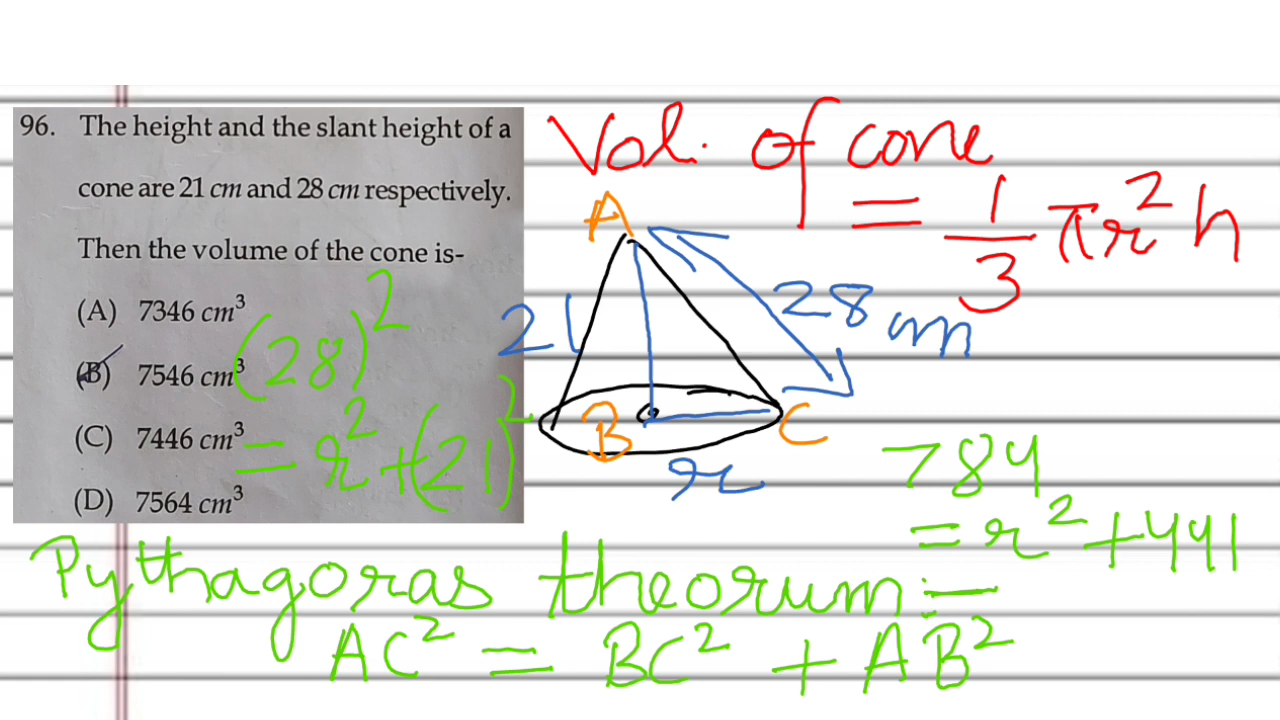 96. The height and the slant height of a
cone are 21 cm and 28 cm respectively.
Then the volume of the cone is-
(A) 7346 cm³
(B) 7546 cm³
(C) 7446 cm³
(D) 7564 cm³
Vol. of cone
= 1/3 πr²h
A
21
28 cm
B
C
r
(28)²
= r² + (21)²
784
= r² + 441
Pythagoras theorum :-
AC² = BC² + AB²